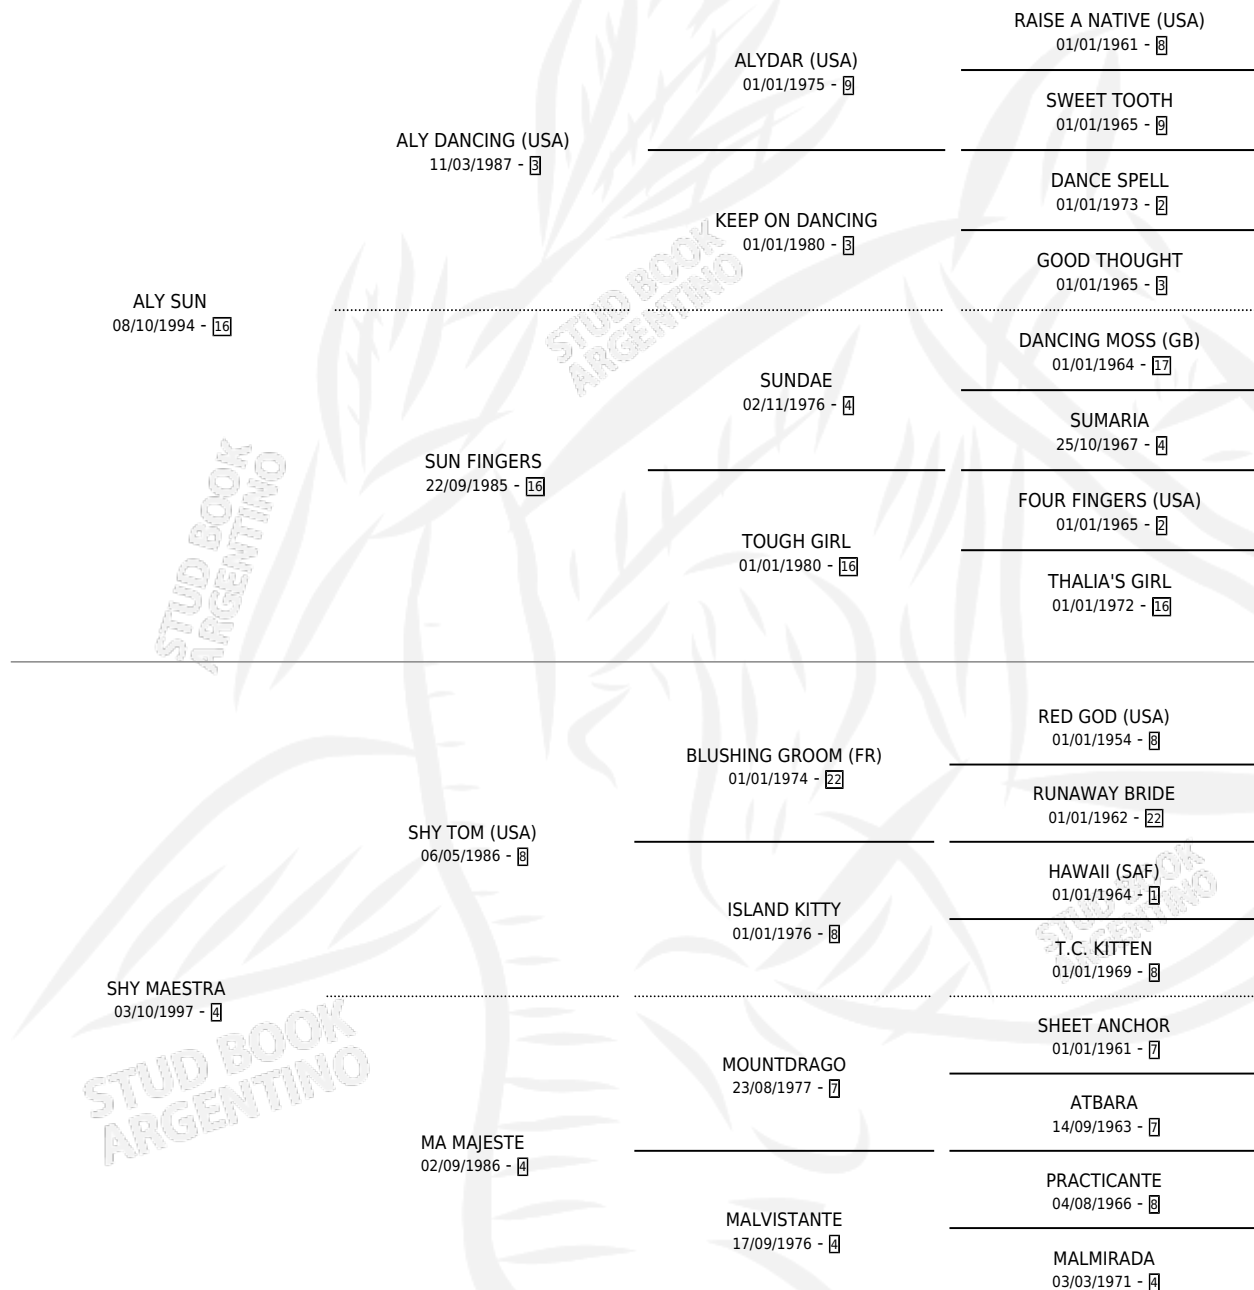 RAISE A NATIVE (USA)
01/01/1961 - 8
ALYDAR (USA)
01/01/1975 - 9
SWEET TOOTH
01/01/1965 - 9
ALY DANCING (USA)
11/03/1987 - 3
DANCE SPELL
01/01/1973 - 2
KEEP ON DANCING
01/01/1980 - 3
GOOD THOUGHT
01/01/1965 - 3
ALY SUN
08/10/1994 - 16
DANCING MOSS (GB)
01/01/1964 - 17
SUNDAE
02/11/1976 - 4
SUMARIA
25/10/1967 - 4
SUN FINGERS
22/09/1985 - 16
FOUR FINGERS (USA)
01/01/1965 - 2
TOUGH GIRL
01/01/1980 - 16
THALIA'S GIRL
01/01/1972 - 16
RED GOD (USA)
01/01/1954 - 8
BLUSHING GROOM (FR)
01/01/1974 - 22
RUNAWAY BRIDE
01/01/1962 - 22
SHY TOM (USA)
06/05/1986 - 8
HAWAII (SAF)
01/01/1964 - 1
ISLAND KITTY
01/01/1976 - 8
T.C. KITTEN
01/01/1969 - 8
SHY MAESTRA
03/10/1997 - 4
SHEET ANCHOR
01/01/1961 - 7
MOUNTDRAGO
23/08/1977 - 7
ATBARA
14/09/1963 - 7
MA MAJESTE
02/09/1986 - 4
PRACTICANTE
04/08/1966 - 8
MALVISTANTE
17/09/1976 - 4
MALMIRADA
03/03/1971 - 4
STUD BOOK
ARGENTINO
STUD BOOK
ARGENTINO
STUD BOOK
ARGENTINO
STUD BOOK
ARGENTINO